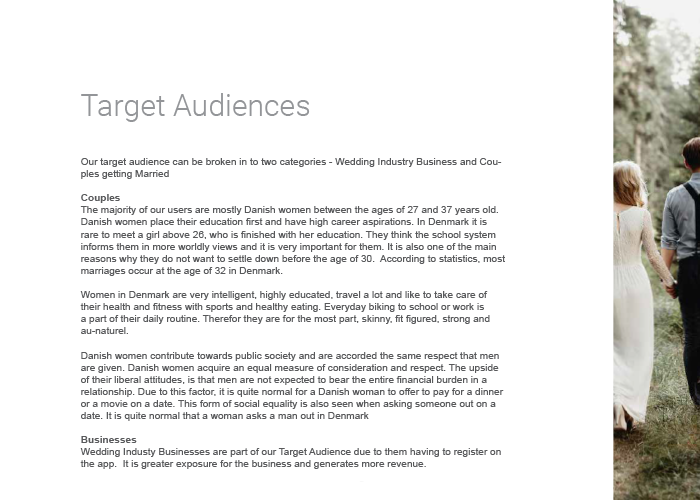 Target Audiences
Our target audience can be broken in to two categories - Wedding Industry Business and Cou-
ples getting Married
Couples
The majority of our users are mostly Danish women between the ages of 27 and 37 years old.
Danish women place their education first and have high career aspirations. In Denmark it is
rare to meet a girl above 26, who is finished with her education. They think the school system
informs them in more worldly views and it is very important for them. It is also one of the main
reasons why they do not want to settle down before the age of 30.  According to statistics, most
marriages occur at the age of 32 in Denmark.
Women in Denmark are very intelligent, highly educated, travel a lot and like to take care of
their health and fitness with sports and healthy eating. Everyday biking to school or work is
a part of their daily routine. Therefor they are for the most part, skinny, fit figured, strong and
au-naturel.
Danish women contribute towards public society and are accorded the same respect that men
are given. Danish women acquire an equal measure of consideration and respect. The upside
of their liberal attitudes, is that men are not expected to bear the entire financial burden in a
relationship. Due to this factor, it is quite normal for a Danish woman to offer to pay for a dinner
or a movie on a date. This form of social equality is also seen when asking someone out on a
date. It is quite normal that a woman asks a man out in Denmark
Businesses
Wedding Industy Businesses are part of our Target Audience due to them having to register on
the app.  It is greater exposure for the business and generates more revenue.